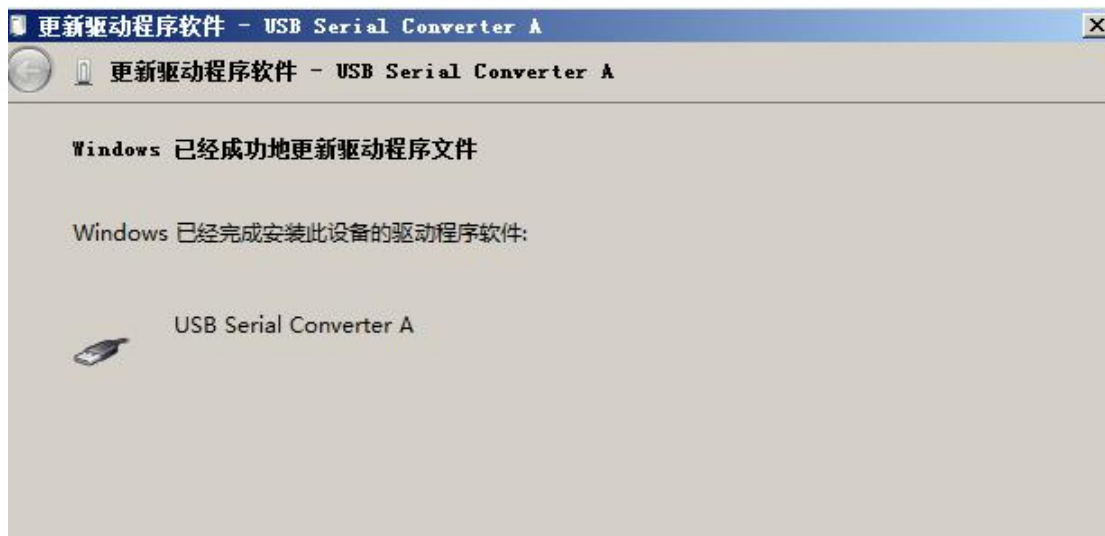 更新驱动程序软件 - USB Serial Converter A
更新驱动程序软件 - USB Serial Converter A
Windows 已经成功地更新驱动程序文件
Windows 已经完成安装此设备的驱动程序软件:
USB Serial Converter A